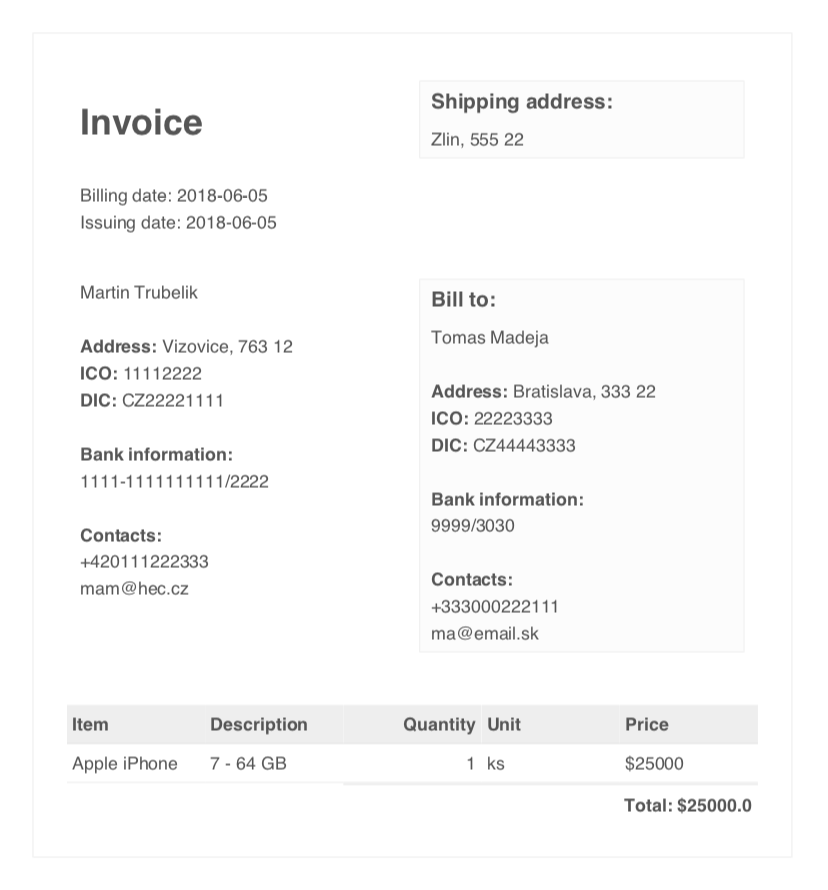 Invoice
Shipping address:
Zlin, 555 22
Billing date: 2018-06-05
Issuing date: 2018-06-05
Martin Trubelik
Address: Vizovice, 763 12
ICO: 11112222
DIC: CZ22221111
Bank information:
1111-1111111111/2222
Contacts:
+420111222333
mam@hec.cz
Bill to:
Tomas Madeja
Address: Bratislava, 333 22
ICO: 22223333
DIC: CZ44443333
Bank information:
9999/3030
Contacts:
+333000222111
ma@email.sk
Item Description Quantity Unit Price
Apple iPhone 7 - 64 GB 1 ks $25000
Total: $25000.0